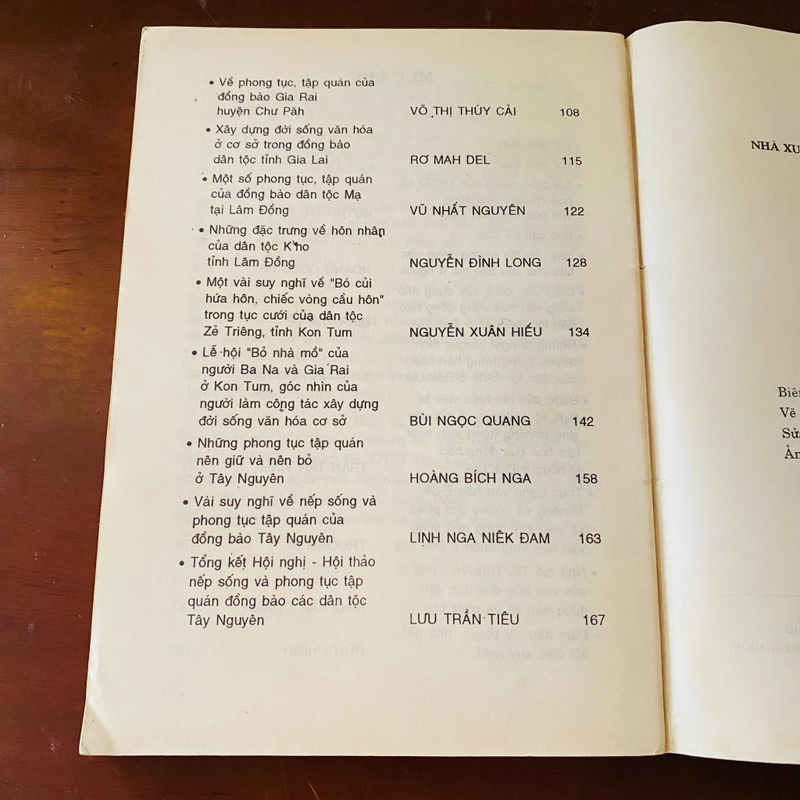 • Về phong tục, tập quán của
đồng bào Gia Rai
huyện Chư Păh VÕ THỊ THÚY CẢI 108
• Xây dựng đời sống văn hóa
ở cơ sở trong đồng bào
dân tộc tỉnh Gia Lai RƠ MAH DEL 115
• Một số phong tục, tập quán
của đồng bào dân tộc Mạ
tại Lâm Đồng VŨ NHẤT NGUYÊN 122
• Những đặc trưng về hôn nhân
của dân tộc K'ho
tỉnh Lâm Đồng NGUYỄN ĐÌNH LONG 128
• Một vài suy nghĩ về "Bó củi
hứa hôn, chiếc vòng cầu hôn"
trong tục cưới của dân tộc
Zẻ Triêng, tỉnh Kon Tum NGUYỄN XUÂN HIẾU 134
• Lễ hội "Bỏ nhà mồ" của
người Ba Na và Gia Rai
ở Kon Tum, góc nhìn của
người làm công tác xây dựng
đời sống văn hóa cơ sở BÙI NGỌC QUANG 142
• Những phong tục tập quán
nên giữ và nên bỏ
ở Tây Nguyên HOÀNG BÍCH NGA 158
• Vài suy nghĩ về nếp sống và
phong tục tập quán của
đồng bào Tây Nguyên LINH NGA NIÊK ĐAM 163
• Tổng kết Hội nghị - Hội thảo
nếp sống và phong tục tập
quán đồng bào các dân tộc
Tây Nguyên LƯU TRẦN TIÊU 167
NHÀ XU
Biên
Vẽ
Sửa